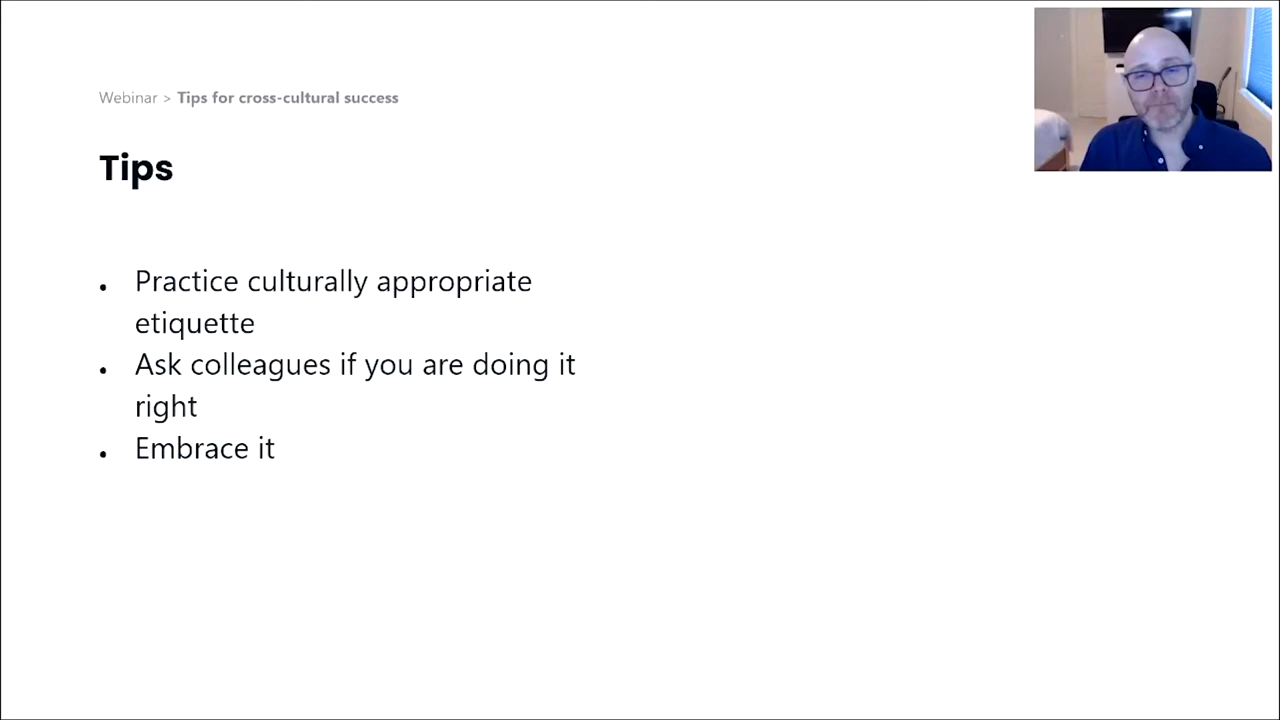 Webinar > Tips for cross-cultural success
Tips
• Practice culturally appropriate
etiquette
• Ask colleagues if you are doing it
right
• Embrace it